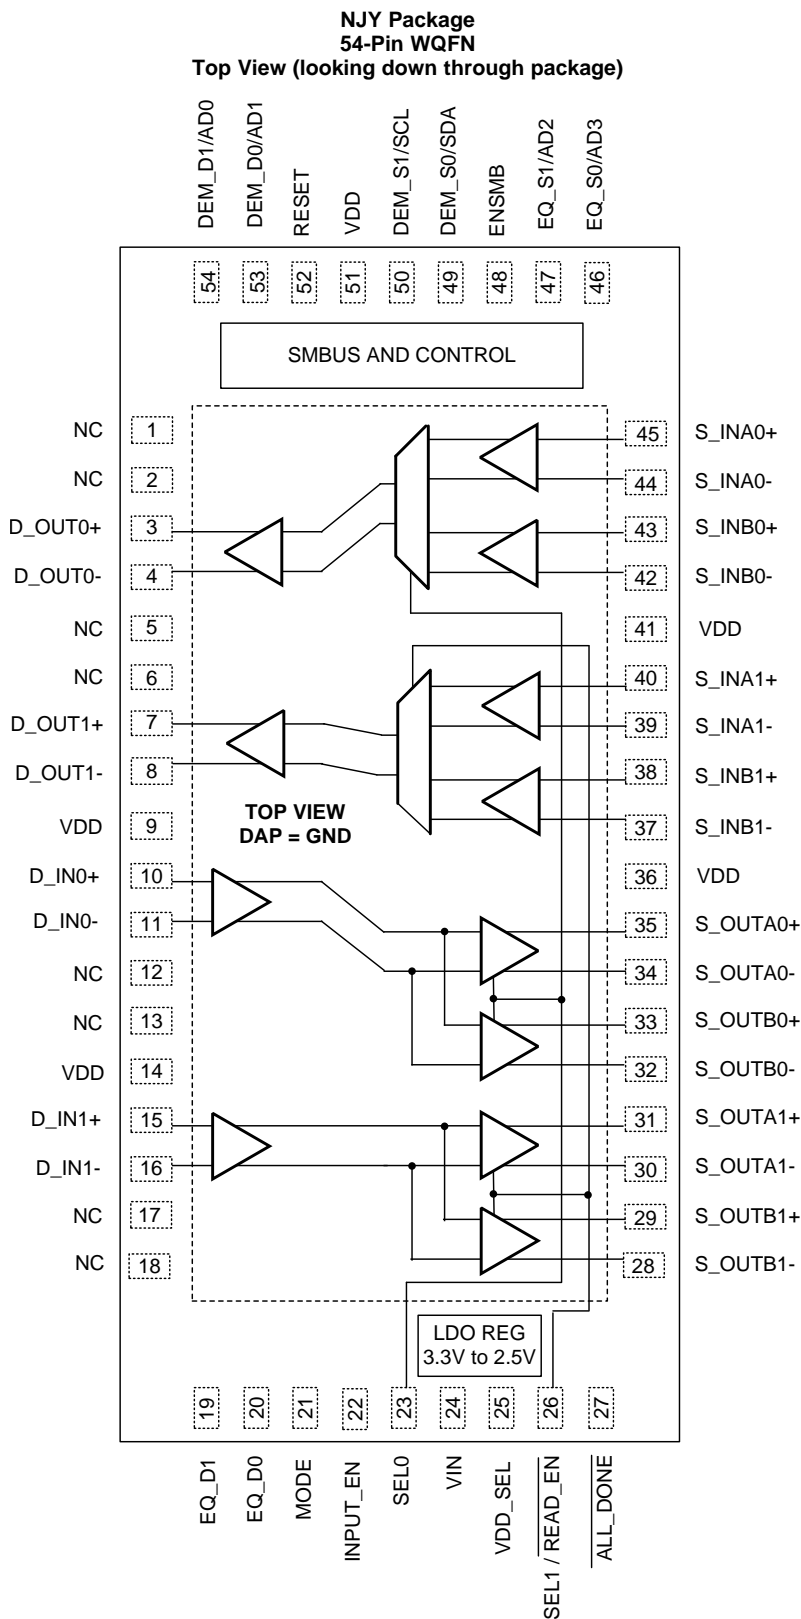 NJY Package
54-Pin WQFN
Top View (looking down through package)
DEM_D1/AD0
DEM_D0/AD1
RESET
VDD
DEM_S1/SCL
DEM_S0/SDA
ENSMB
EQ_S1/AD2
EQ_S0/AD3
54
53
52
51
50
49
48
47
46
SMBUS AND CONTROL
NC 1
45 S_INA0+
NC 2
44 S_INA0-
D_OUT0+ 3
43 S_INB0+
D_OUT0- 4
42 S_INB0-
NC 5
41 VDD
NC 6
40 S_INA1+
D_OUT1+ 7
39 S_INA1-
D_OUT1- 8
38 S_INB1+
TOP VIEW
DAP = GND
VDD 9
37 S_INB1-
D_IN0+ 10
36 VDD
D_IN0- 11
35 S_OUTA0+
NC 12
34 S_OUTA0-
NC 13
33 S_OUTB0+
VDD 14
32 S_OUTB0-
D_IN1+ 15
31 S_OUTA1+
D_IN1- 16
30 S_OUTA1-
NC 17
29 S_OUTB1+
NC 18
28 S_OUTB1-
LDO REG
3.3V to 2.5V
19
20
21
22
23
24
25
26
27
EQ_D1
EQ_D0
MODE
INPUT_EN
SEL0
VIN
VDD_SEL
SEL1 / READ_EN
ALL_DONE